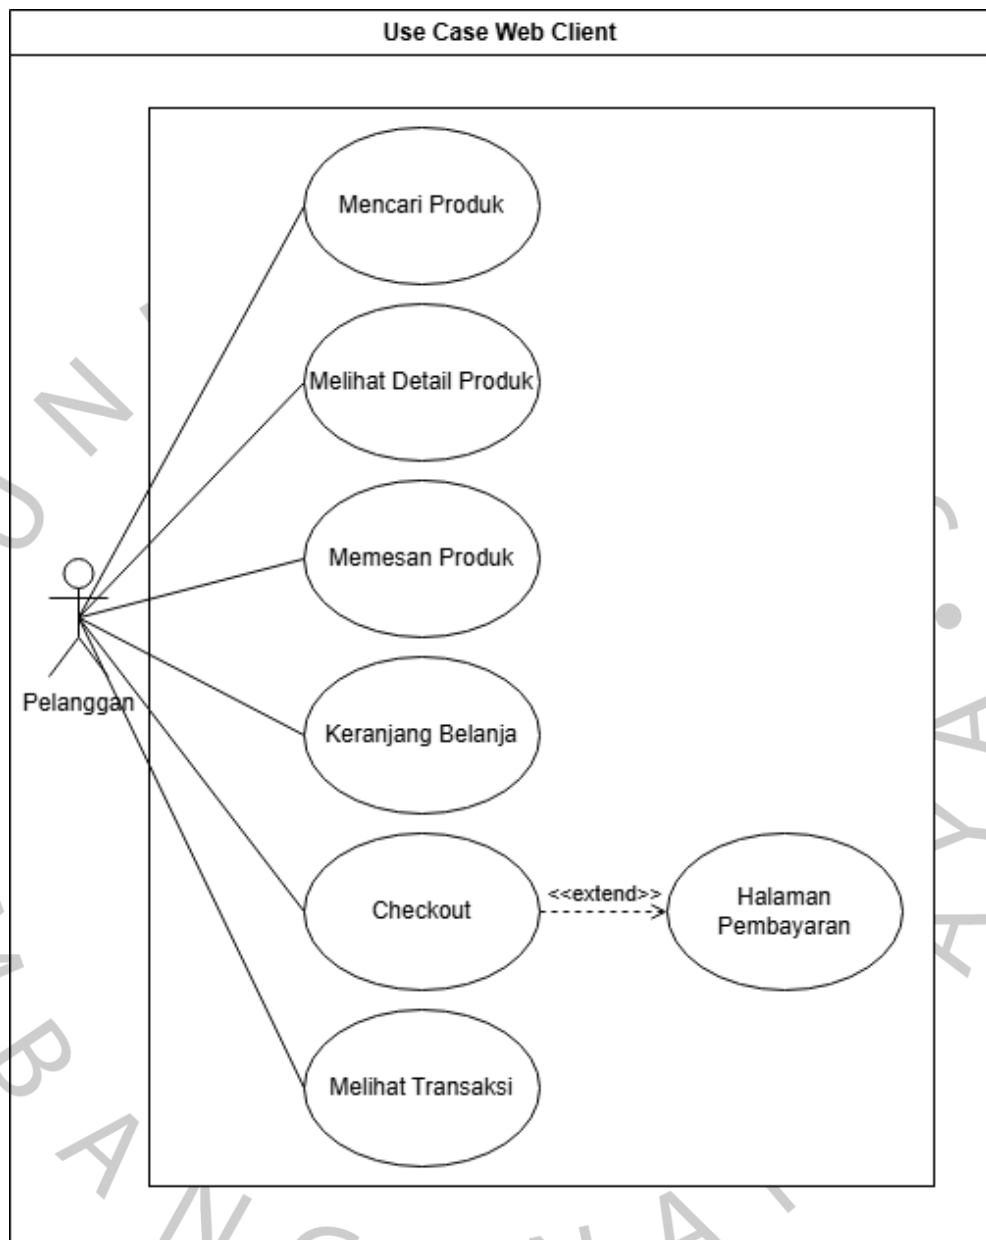 Use Case Web Client
Mencari Produk
Melihat Detail Produk
Memesan Produk
Pelanggan
Keranjang Belanja
Checkout
<<extend>>
Halaman
Pembayaran
Melihat Transaksi